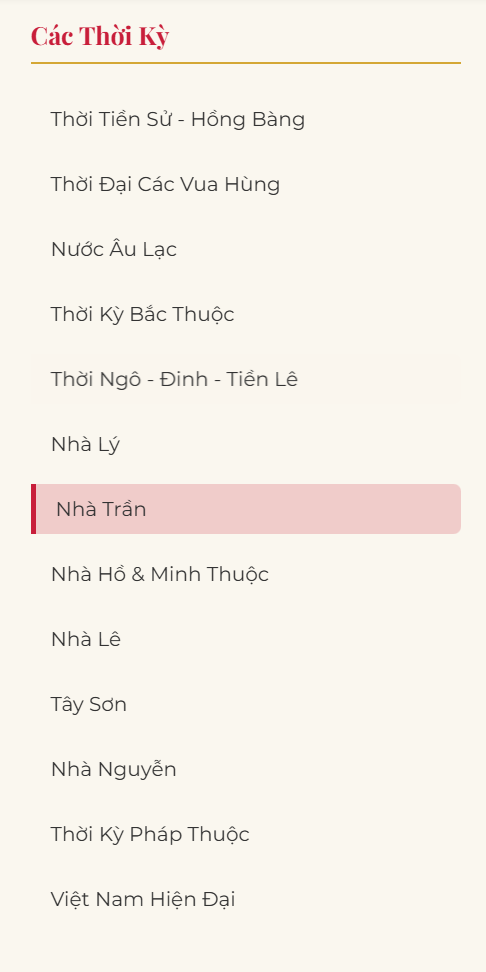 Các Thời Kỳ
Thời Tiền Sử - Hồng Bàng
Thời Đại Các Vua Hùng
Nước Âu Lạc
Thời Kỳ Bắc Thuộc
Thời Ngô - Đinh - Tiền Lê
Nhà Lý
Nhà Trần
Nhà Hồ & Minh Thuộc
Nhà Lê
Tây Sơn
Nhà Nguyễn
Thời Kỳ Pháp Thuộc
Việt Nam Hiện Đại